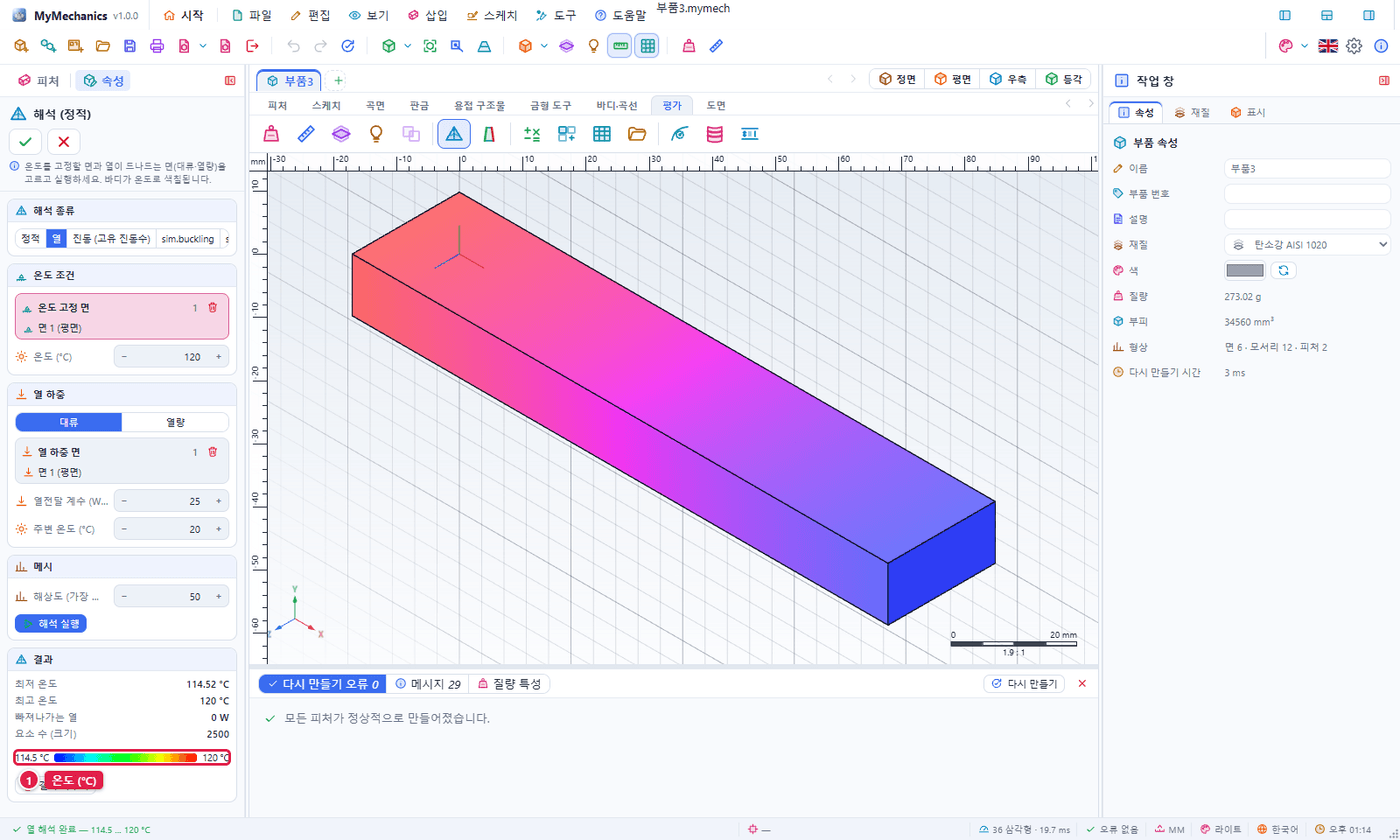 MyMechanics v1.0.0
시작 파일 편집 보기 삽입 스케치 도구 도움말
부품3.mymech
피처 속성
부품3
정면 평면 우측 등각
해석 (정적)
온도를 고정할 면과 열이 드나드는 면(대류·열량)을
고르고 실행하세요. 바디가 온도로 색칠됩니다.
해석 종류
정적 열 진동 (고유 진동수) sim.buckling s
온도 조건
온도 고정 면 1
면 1 (평면)
온도 (°C) − 120 +
열 하중
대류 열량
열 하중 면 1
면 1 (평면)
열전달 계수 (W... − 25 +
주변 온도 (°C) − 20 +
메시
해상도 (가장 ... − 50 +
해석 실행
결과
최저 온도 114.52 °C
최고 온도 120 °C
빠져나가는 열 0 W
요소 수 (크기) 2500
114.5 °C 120 °C
1 온도 (°C)
피처 스케치 곡면 판금 용접 구조물 금형 도구 바디·곡선 평가 도면
mm -30 -20 -10 0 10 20 30 40 50 60 70 80 90
10
0
-10
-20
-30
-40
-50
-60
Y
X
Z
0 20 mm
1.9 : 1
다시 만들기 오류 0 메시지 29 질량 특성
다시 만들기
모든 피처가 정상적으로 만들어졌습니다.
작업 창
속성 재질 표시
부품 속성
이름 부품3
부품 번호
설명
재질 탄소강 AISI 1020
색
질량 273.02 g
부피 34560 mm³
형상 면 6 · 모서리 12 · 피처 2
다시 만들기 시간 3 ms
열 해석 완료 — 114.5 ... 120 °C
—
36 삼각형 · 19.7 ms 오류 없음 MM 라이트 한국어 오후 01:14